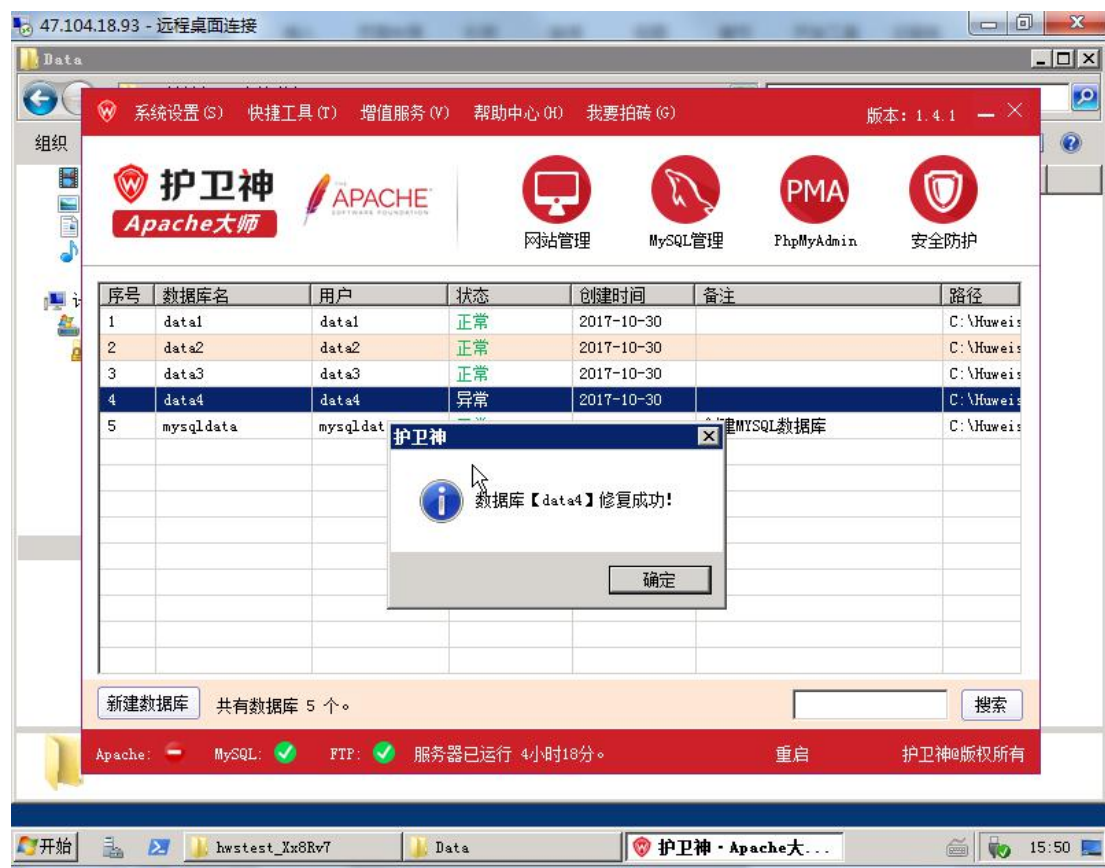 47.104.18.93 - 远程桌面连接
Data
组织
系统设置(S) 快捷工具(T) 增值服务(V) 帮助中心(H) 我要拍砖(G) 版本: 1.4.1
护卫神
Apache大师
THE
APACHE
SOFTWARE FOUNDATION
PMA
网站管理 MySQL管理 PhpMyAdmin 安全防护
序号 数据库名 用户 状态 创建时间 备注 路径
1 data1 data1 正常 2017-10-30 C:\Huweis
2 data2 data2 正常 2017-10-30 C:\Huweis
3 data3 data3 正常 2017-10-30 C:\Huweis
4 data4 data4 异常 2017-10-30 C:\Huweis
5 mysqldata mysqldat 建MYSQL数据库 C:\Huweis
护卫神
数据库【data4】修复成功!
确定
新建数据库 共有数据库 5 个。 搜索
Apache: MySQL: FTP: 服务器已运行 4小时18分。 重启 护卫神@版权所有
开始 hwstest_Xx8Rv7 Data 护卫神·Apache大... 15:50